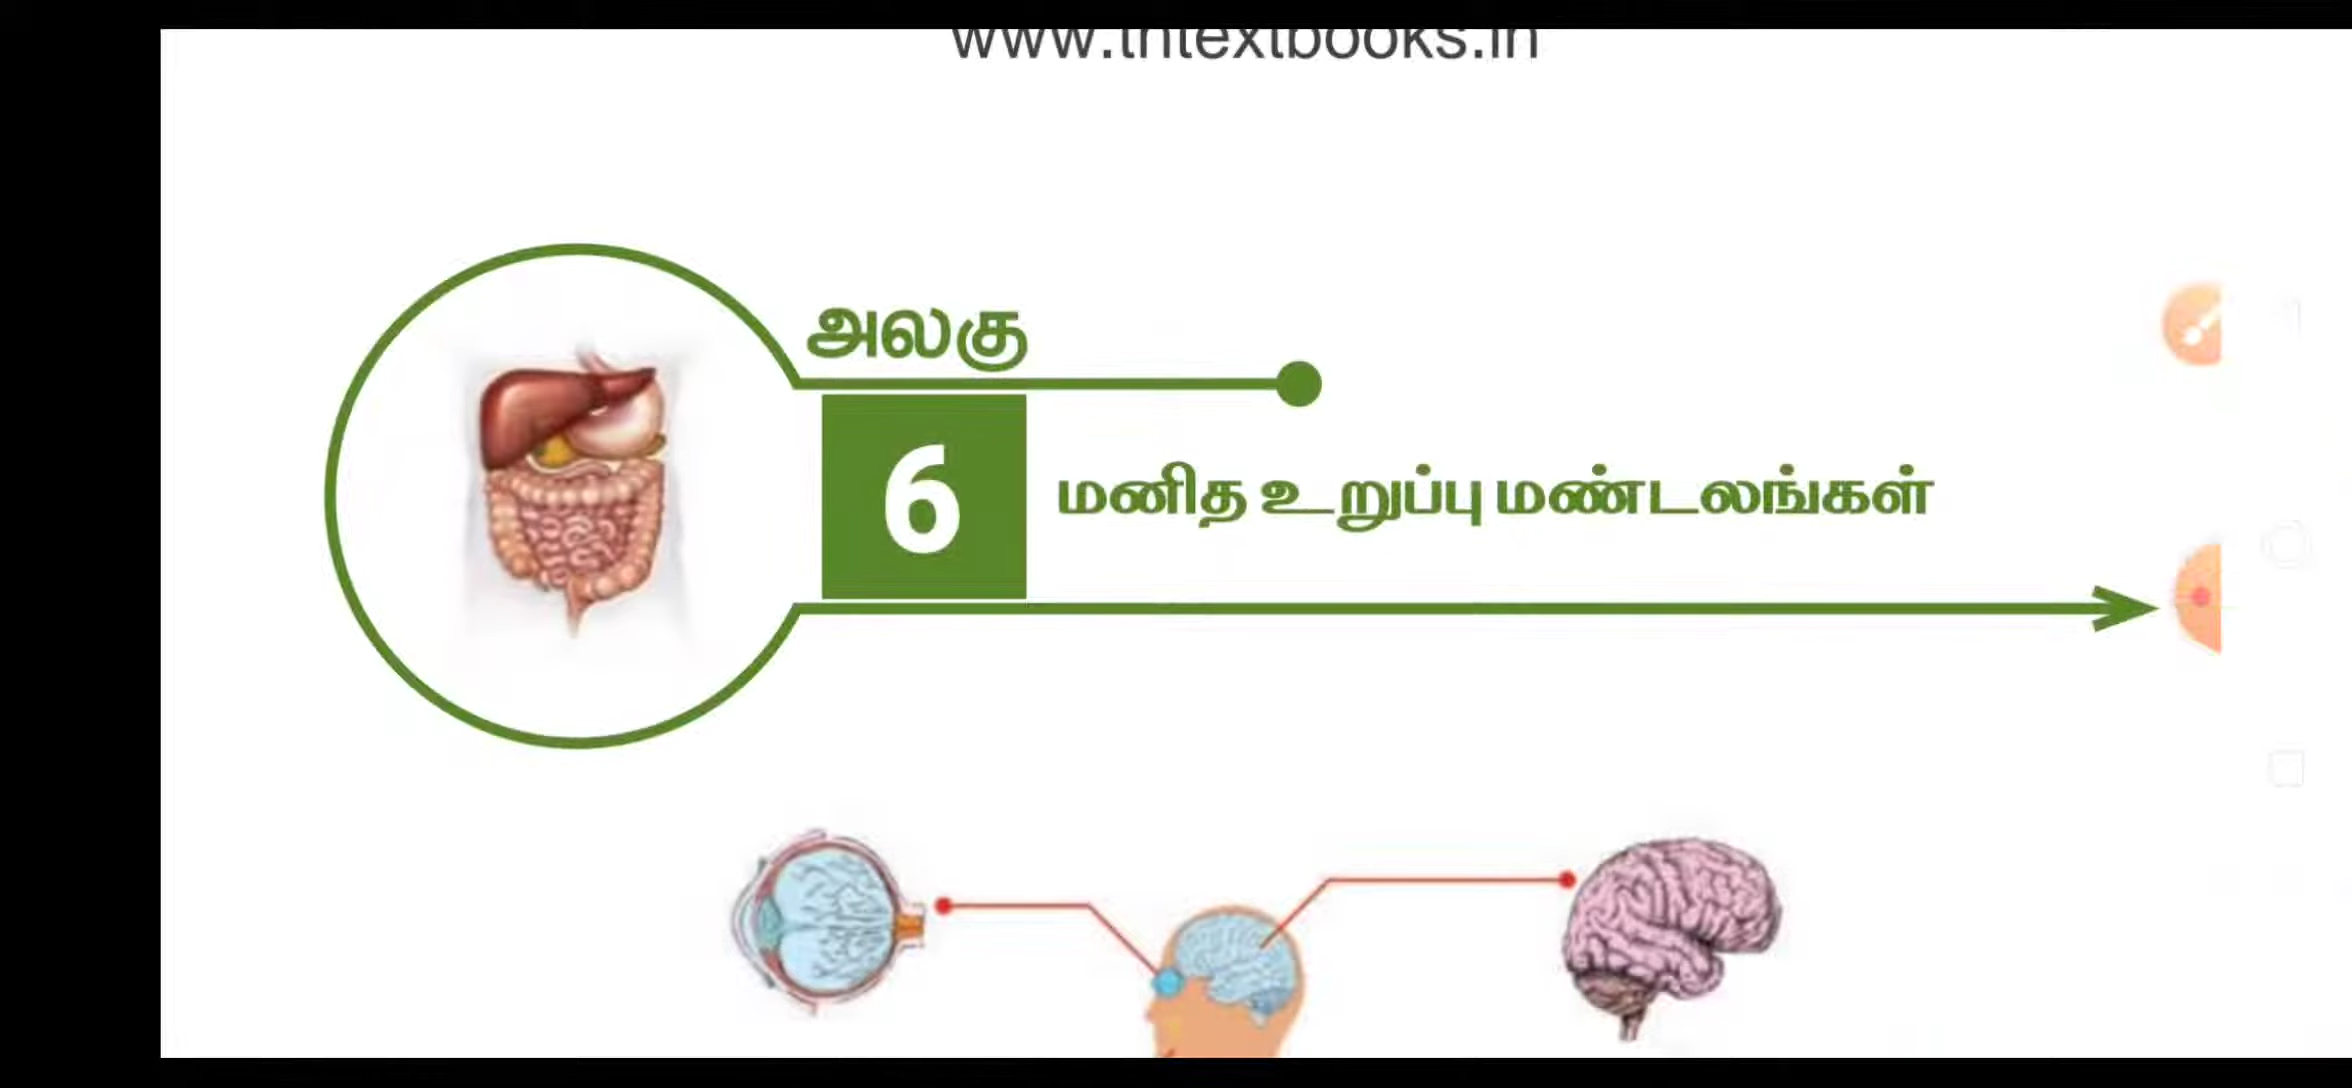 www.tntextbooks.in
அலகு
6
மனித உறுப்பு மண்டலங்கள்